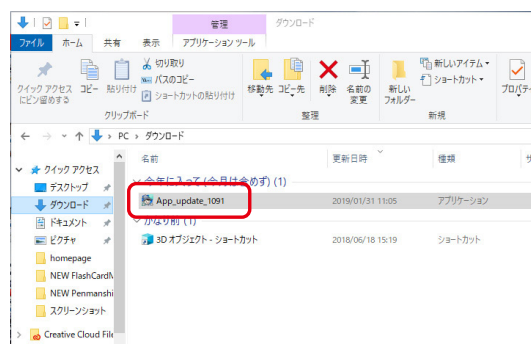 管理
ダウンロード
ファイル ホーム 共有 表示 アプリケーション ツール
クイック アクセス
にピン留めする
コピー
貼り付け
切り取り
パスのコピー
ショートカットの貼り付け
移動先
コピー先
削除
名前の
変更
新しい
フォルダー
新しいアイテム
ショートカット
プロパティ
クリップボード
整理
新規
PC › ダウンロード
名前 更新日時 種類
クイック アクセス
デスクトップ
ダウンロード
ドキュメント
ピクチャ
homepage
NEW FlashCard
NEW Penmanshi
スクリーンショット
Creative Cloud File
今年に入って (今月は含めず) (1)
App_update_1091 2019/01/31 11:05 アプリケーション
かなり前 (1)
3D オブジェクト - ショートカット 2018/06/18 15:19 ショートカット